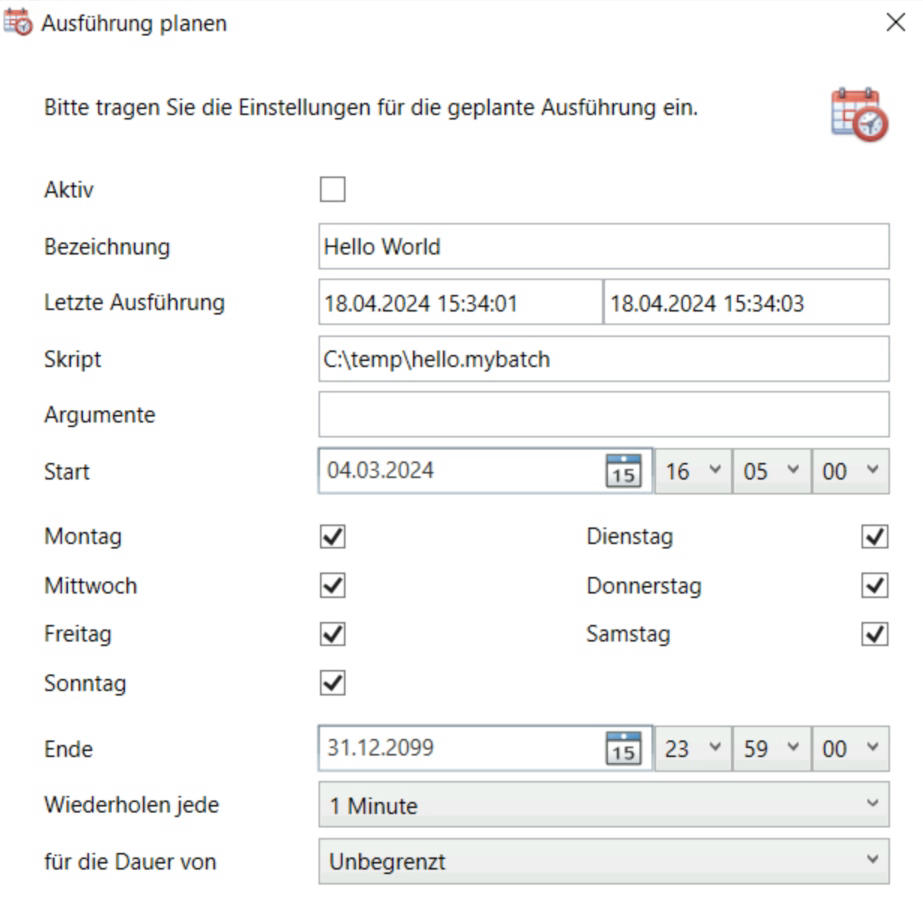 Ausführung planen
Bitte tragen Sie die Einstellungen für die geplante Ausführung ein.
Aktiv
Bezeichnung Hello World
Letzte Ausführung 18.04.2024 15:34:01 18.04.2024 15:34:03
Skript C:\temp\hello.mybatch
Argumente
Start 04.03.2024 15 16 05 00
Montag Dienstag
Mittwoch Donnerstag
Freitag Samstag
Sonntag
Ende 31.12.2099 15 23 59 00
Wiederholen jede 1 Minute
für die Dauer von Unbegrenzt